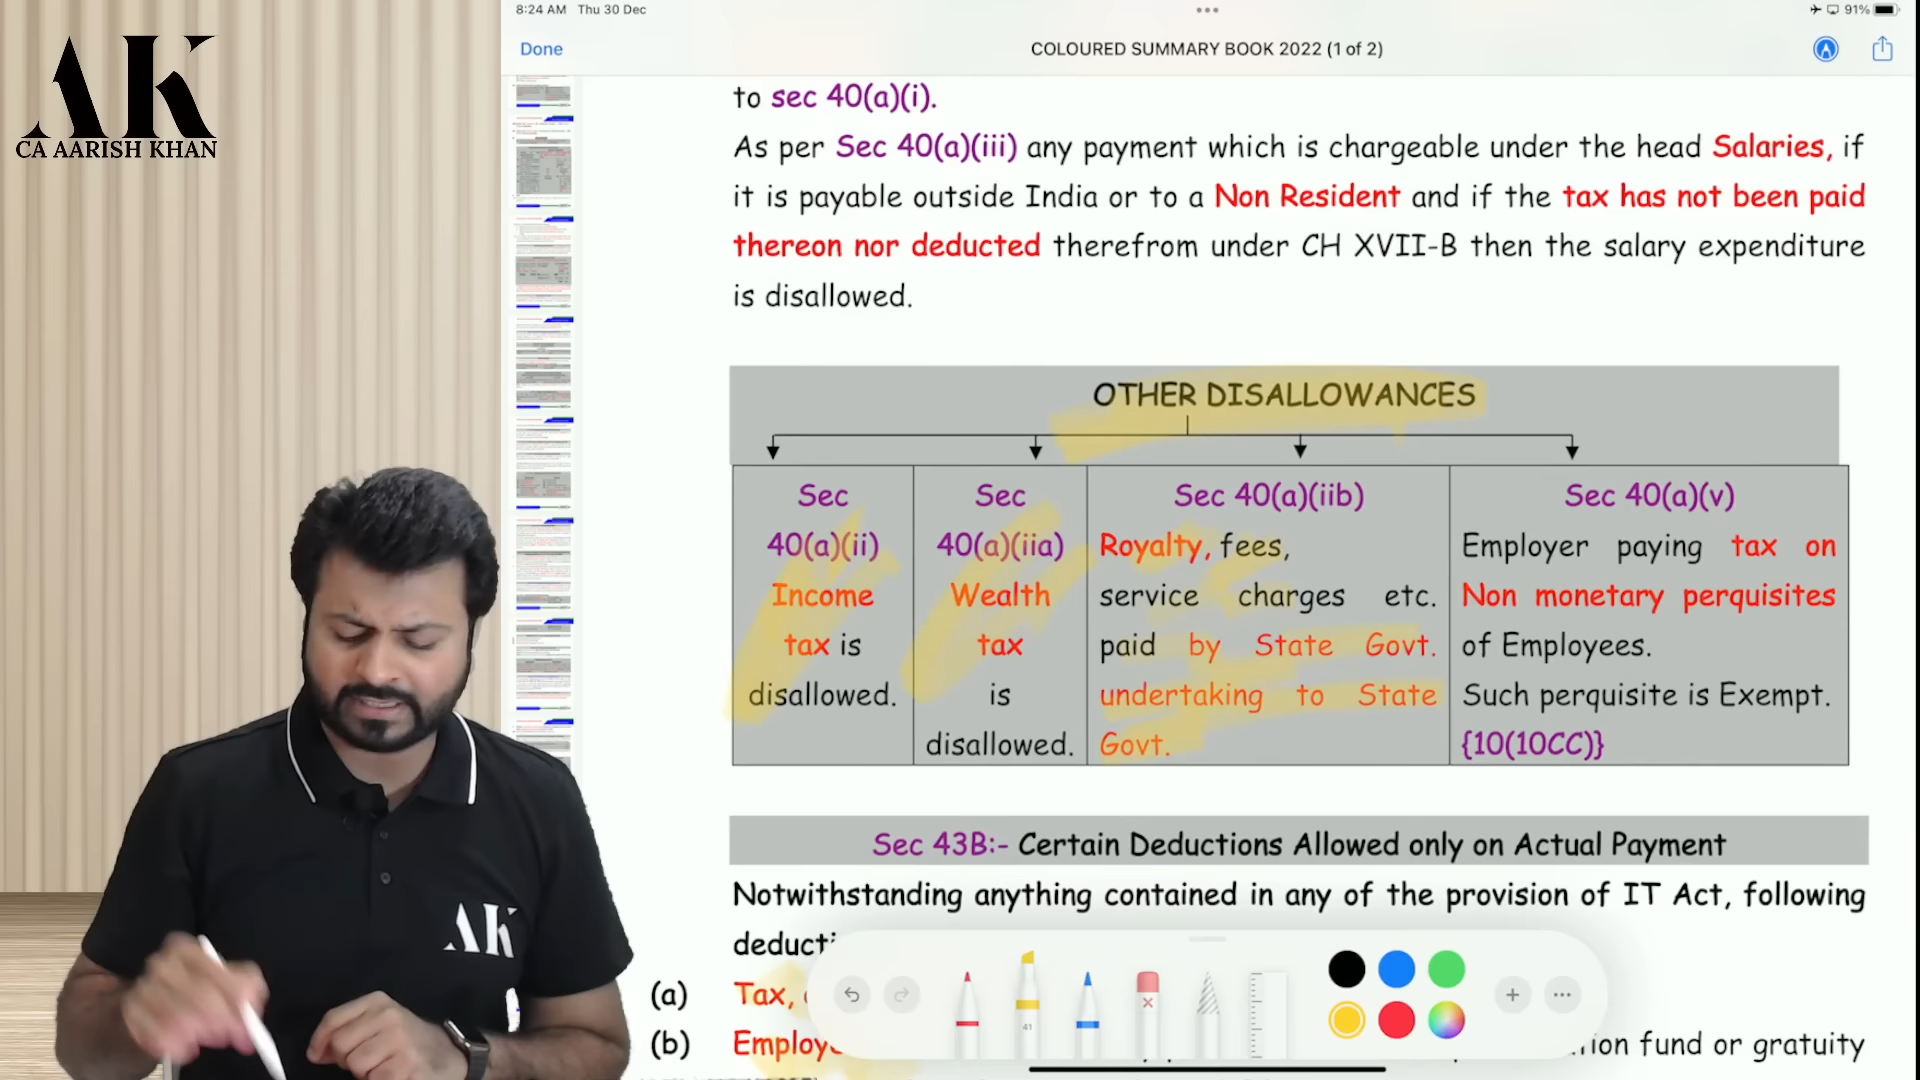 AK
CA AARISH KHAN
8:24 AM Thu 30 Dec
91%
Done
COLOURED SUMMARY BOOK 2022 (1 of 2)
to sec 40(a)(i).
As per Sec 40(a)(iii) any payment which is chargeable under the head Salaries, if
it is payable outside India or to a Non Resident and if the tax has not been paid
thereon nor deducted therefrom under CH XVII-B then the salary expenditure
is disallowed.
OTHER DISALLOWANCES
Sec
40(a)(ii)
Income
tax is
disallowed.
Sec
40(a)(iia)
Wealth
tax
is
disallowed.
Sec 40(a)(iib)
Royalty, fees,
service charges etc.
paid by State Govt.
undertaking to State
Govt.
Sec 40(a)(v)
Employer paying tax on
Non monetary perquisites
of Employees.
Such perquisite is Exempt.
{10(10CC)}
Sec 43B:- Certain Deductions Allowed only on Actual Payment
Notwithstanding anything contained in any of the provision of IT Act, following
(a) Tax,
(b) fund or gratuity
41
AK